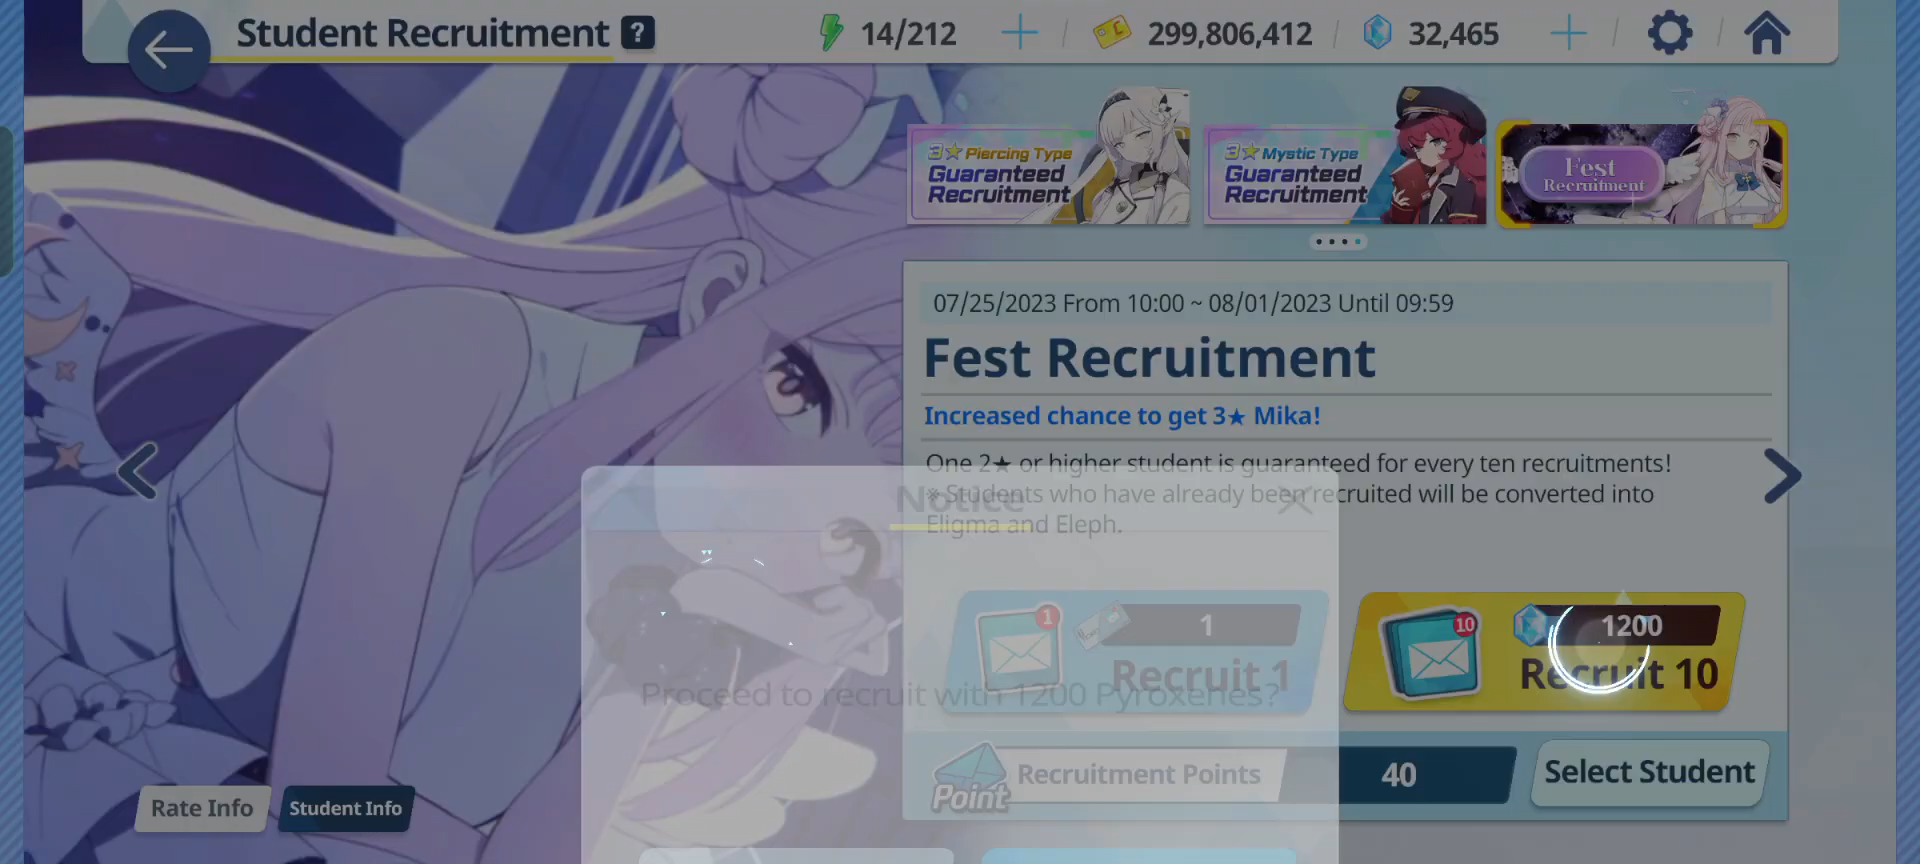 Student Recruitment ?
14/212
299,806,412
32,465
3★ Piercing Type
Guaranteed
Recruitment
3★ Mystic Type
Guaranteed
Recruitment
Fest
Recruitment
07/25/2023 From 10:00 ~ 08/01/2023 Until 09:59
Fest Recruitment
Increased chance to get 3★ Mika!
One 2★ or higher student is guaranteed for every ten recruitments!
※ Students who have already been recruited will be converted into
Eligma and Eleph.
Notice
Proceed to recruit with 1200 Pyroxenes?
1
1
Recruit 1
10
1200
Recruit 10
Point
Recruitment Points
40
Select Student
Rate Info
Student Info